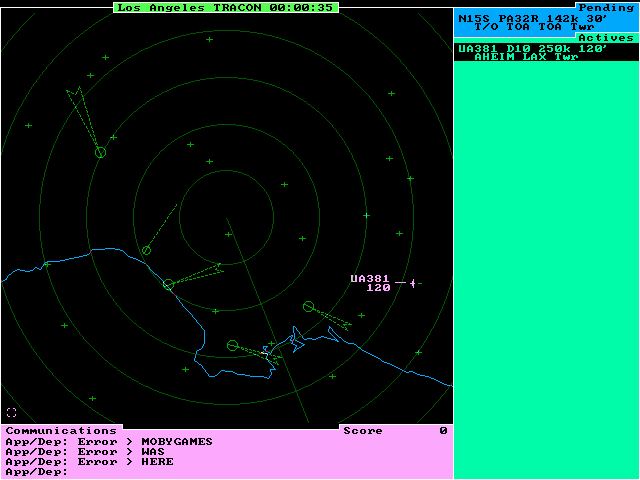 Los Angeles TRACON 00:00:35
Pending
N15S PA32R 142k 30'
T/O TOA TOA Twr
Actives
UA381 D10 250k 120'
AHEIM LAX Twr
UA381
120
Communications
Score 0
App/Dep: Error > MOBYGAMES
App/Dep: Error > WAS
App/Dep: Error > HERE
App/Dep: